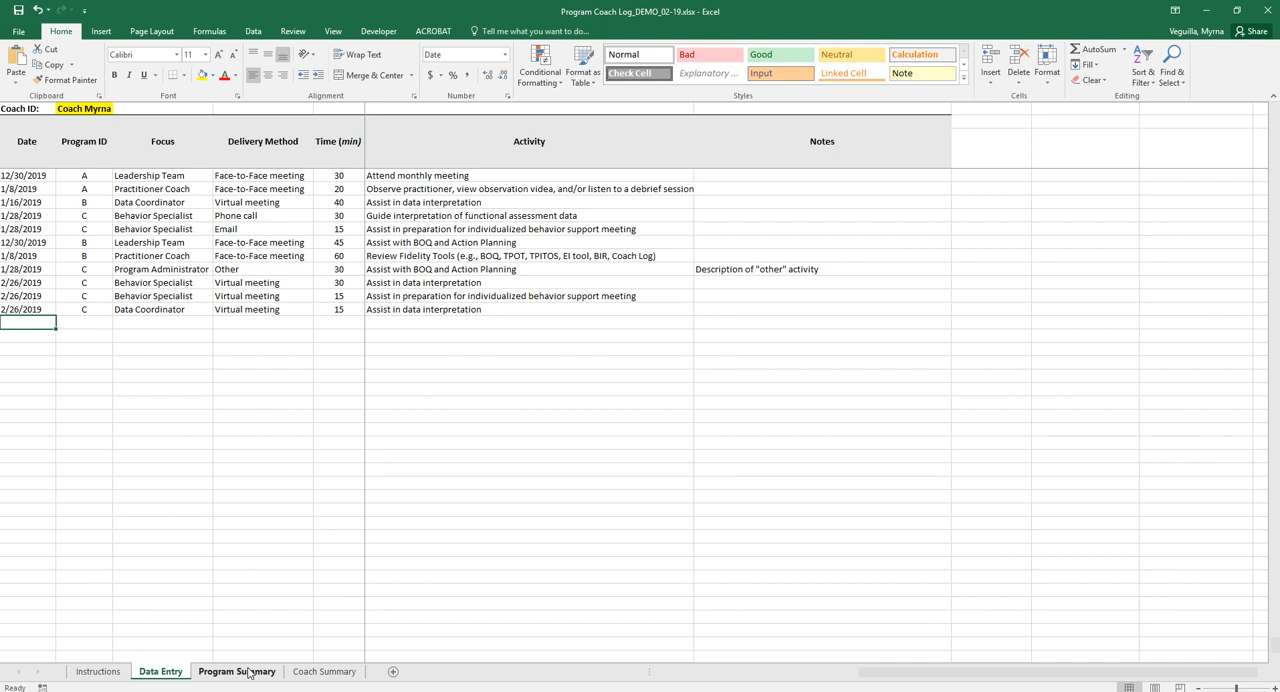 Program Coach Log_DEMO_02-19.xlsx - Excel
File Home Insert Page Layout Formulas Data Review View Developer ACROBAT Tell me what you want to do... Veguilla, Myrna Share
Paste
Cut
Copy
Format Painter
Clipboard
Calibri 11
B I U
Font
Wrap Text
Merge & Center
Alignment
Date
$ % ,
Number
Conditional Formatting
Format as Table
Normal Bad Good Neutral Calculation
Check Cell Explanatory ... Input Linked Cell Note
Styles
Insert Delete Format
Cells
AutoSum
Fill
Clear
Sort & Filter
Find & Select
Editing
Coach ID: Coach Myrna
Date Program ID Focus Delivery Method Time (min) Activity Notes
12/30/2019 A Leadership Team Face-to-Face meeting 30 Attend monthly meeting
1/8/2019 A Practitioner Coach Face-to-Face meeting 20 Observe practitioner, view observation videa, and/or listen to a debrief session
1/16/2019 B Data Coordinator Virtual meeting 40 Assist in data interpretation
1/28/2019 C Behavior Specialist Phone call 30 Guide interpretation of functional assessment data
1/28/2019 C Behavior Specialist Email 15 Assist in preparation for individualized behavior support meeting
12/30/2019 B Leadership Team Face-to-Face meeting 45 Assist with BOQ and Action Planning
1/8/2019 B Practitioner Coach Face-to-Face meeting 60 Review Fidelity Tools (e.g., BOQ, TPOT, TPITOS, EI tool, BIR, Coach Log)
1/28/2019 C Program Administrator Other 30 Assist with BOQ and Action Planning Description of "other" activity
2/26/2019 C Behavior Specialist Virtual meeting 30 Assist in data interpretation
2/26/2019 C Behavior Specialist Virtual meeting 15 Assist in preparation for individualized behavior support meeting
2/26/2019 C Data Coordinator Virtual meeting 15 Assist in data interpretation
Instructions Data Entry Program Summary Coach Summary
Ready